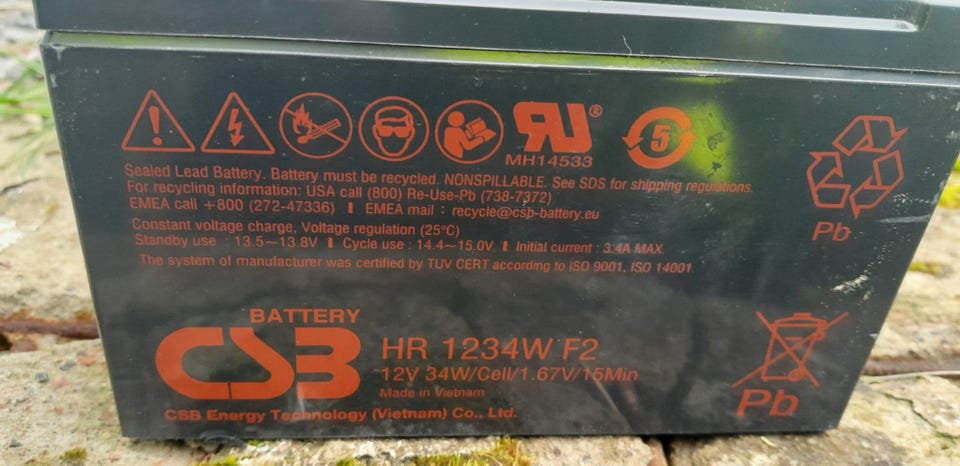 MH14533
5
Sealed Lead Battery. Battery must be recycled. NONSPILLABLE. See SDS for shipping regulations.
For recycling information: USA call (800) Re-Use-Pb (738-7372)
EMEA call +800 (272-47336) | EMEA mail : recycle@csb-battery.eu
Pb
Constant voltage charge, Voltage regulation (25°C)
Standby use : 13.5~13.8V | Cycle use : 14.4~15.0V | Initial current : 3.4A MAX.
The system of manufacturer was certified by TUV CERT according to ISO 9001, ISO 14001
BATTERY
CSB
HR 1234W F2
12V 34W/Cell/1.67V/15Min
Made in Vietnam
CSB Energy Technology (Vietnam) Co., Ltd.
Pb